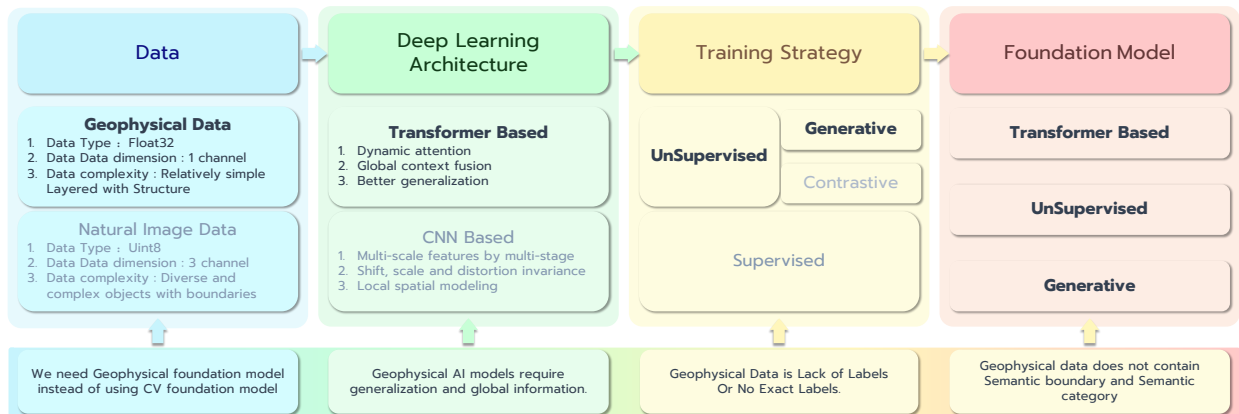 Data
Deep Learning
Architecture
Training Strategy
Foundation Model
Geophysical Data
1. Data Type : Float32
2. Data Data dimension : 1 channel
3. Data complexity : Relatively simple
Layered with Structure
Natural Image Data
1. Data Type : Uint8
2. Data Data dimension : 3 channel
3. Data complexity : Diverse and
complex objects with boundaries
Transformer Based
1. Dynamic attention
2. Global context fusion
3. Better generalization
CNN Based
1. Multi-scale features by multi-stage
2. Shift, scale and distortion invariance
3. Local spatial modeling
UnSupervised
Generative
Contrastive
Supervised
Transformer Based
UnSupervised
Generative
We need Geophysical foundation model
instead of using CV foundation model
Geophysical AI models require
generalization and global information.
Geophysical Data is Lack of Labels
Or No Exact Labels.
Geophysical data does not contain
Semantic boundary and Semantic
category